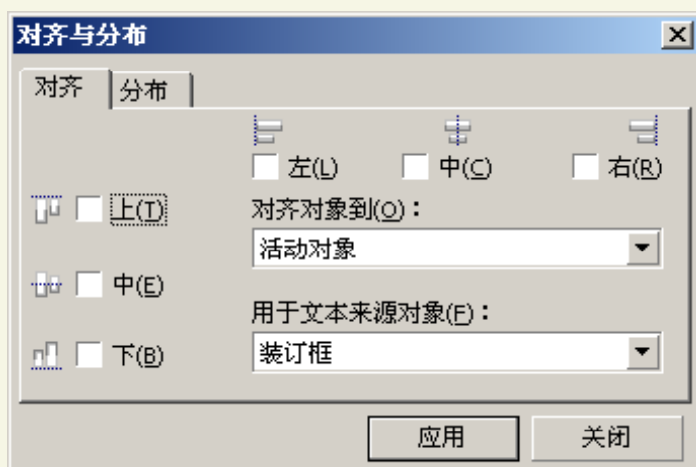 对齐与分布
对齐 分布
左(L) 中(C) 右(R)
上(T)
对齐对象到(O)：
活动对象
中(E)
用于文本来源对象(F)：
下(B)
装订框
应用 关闭